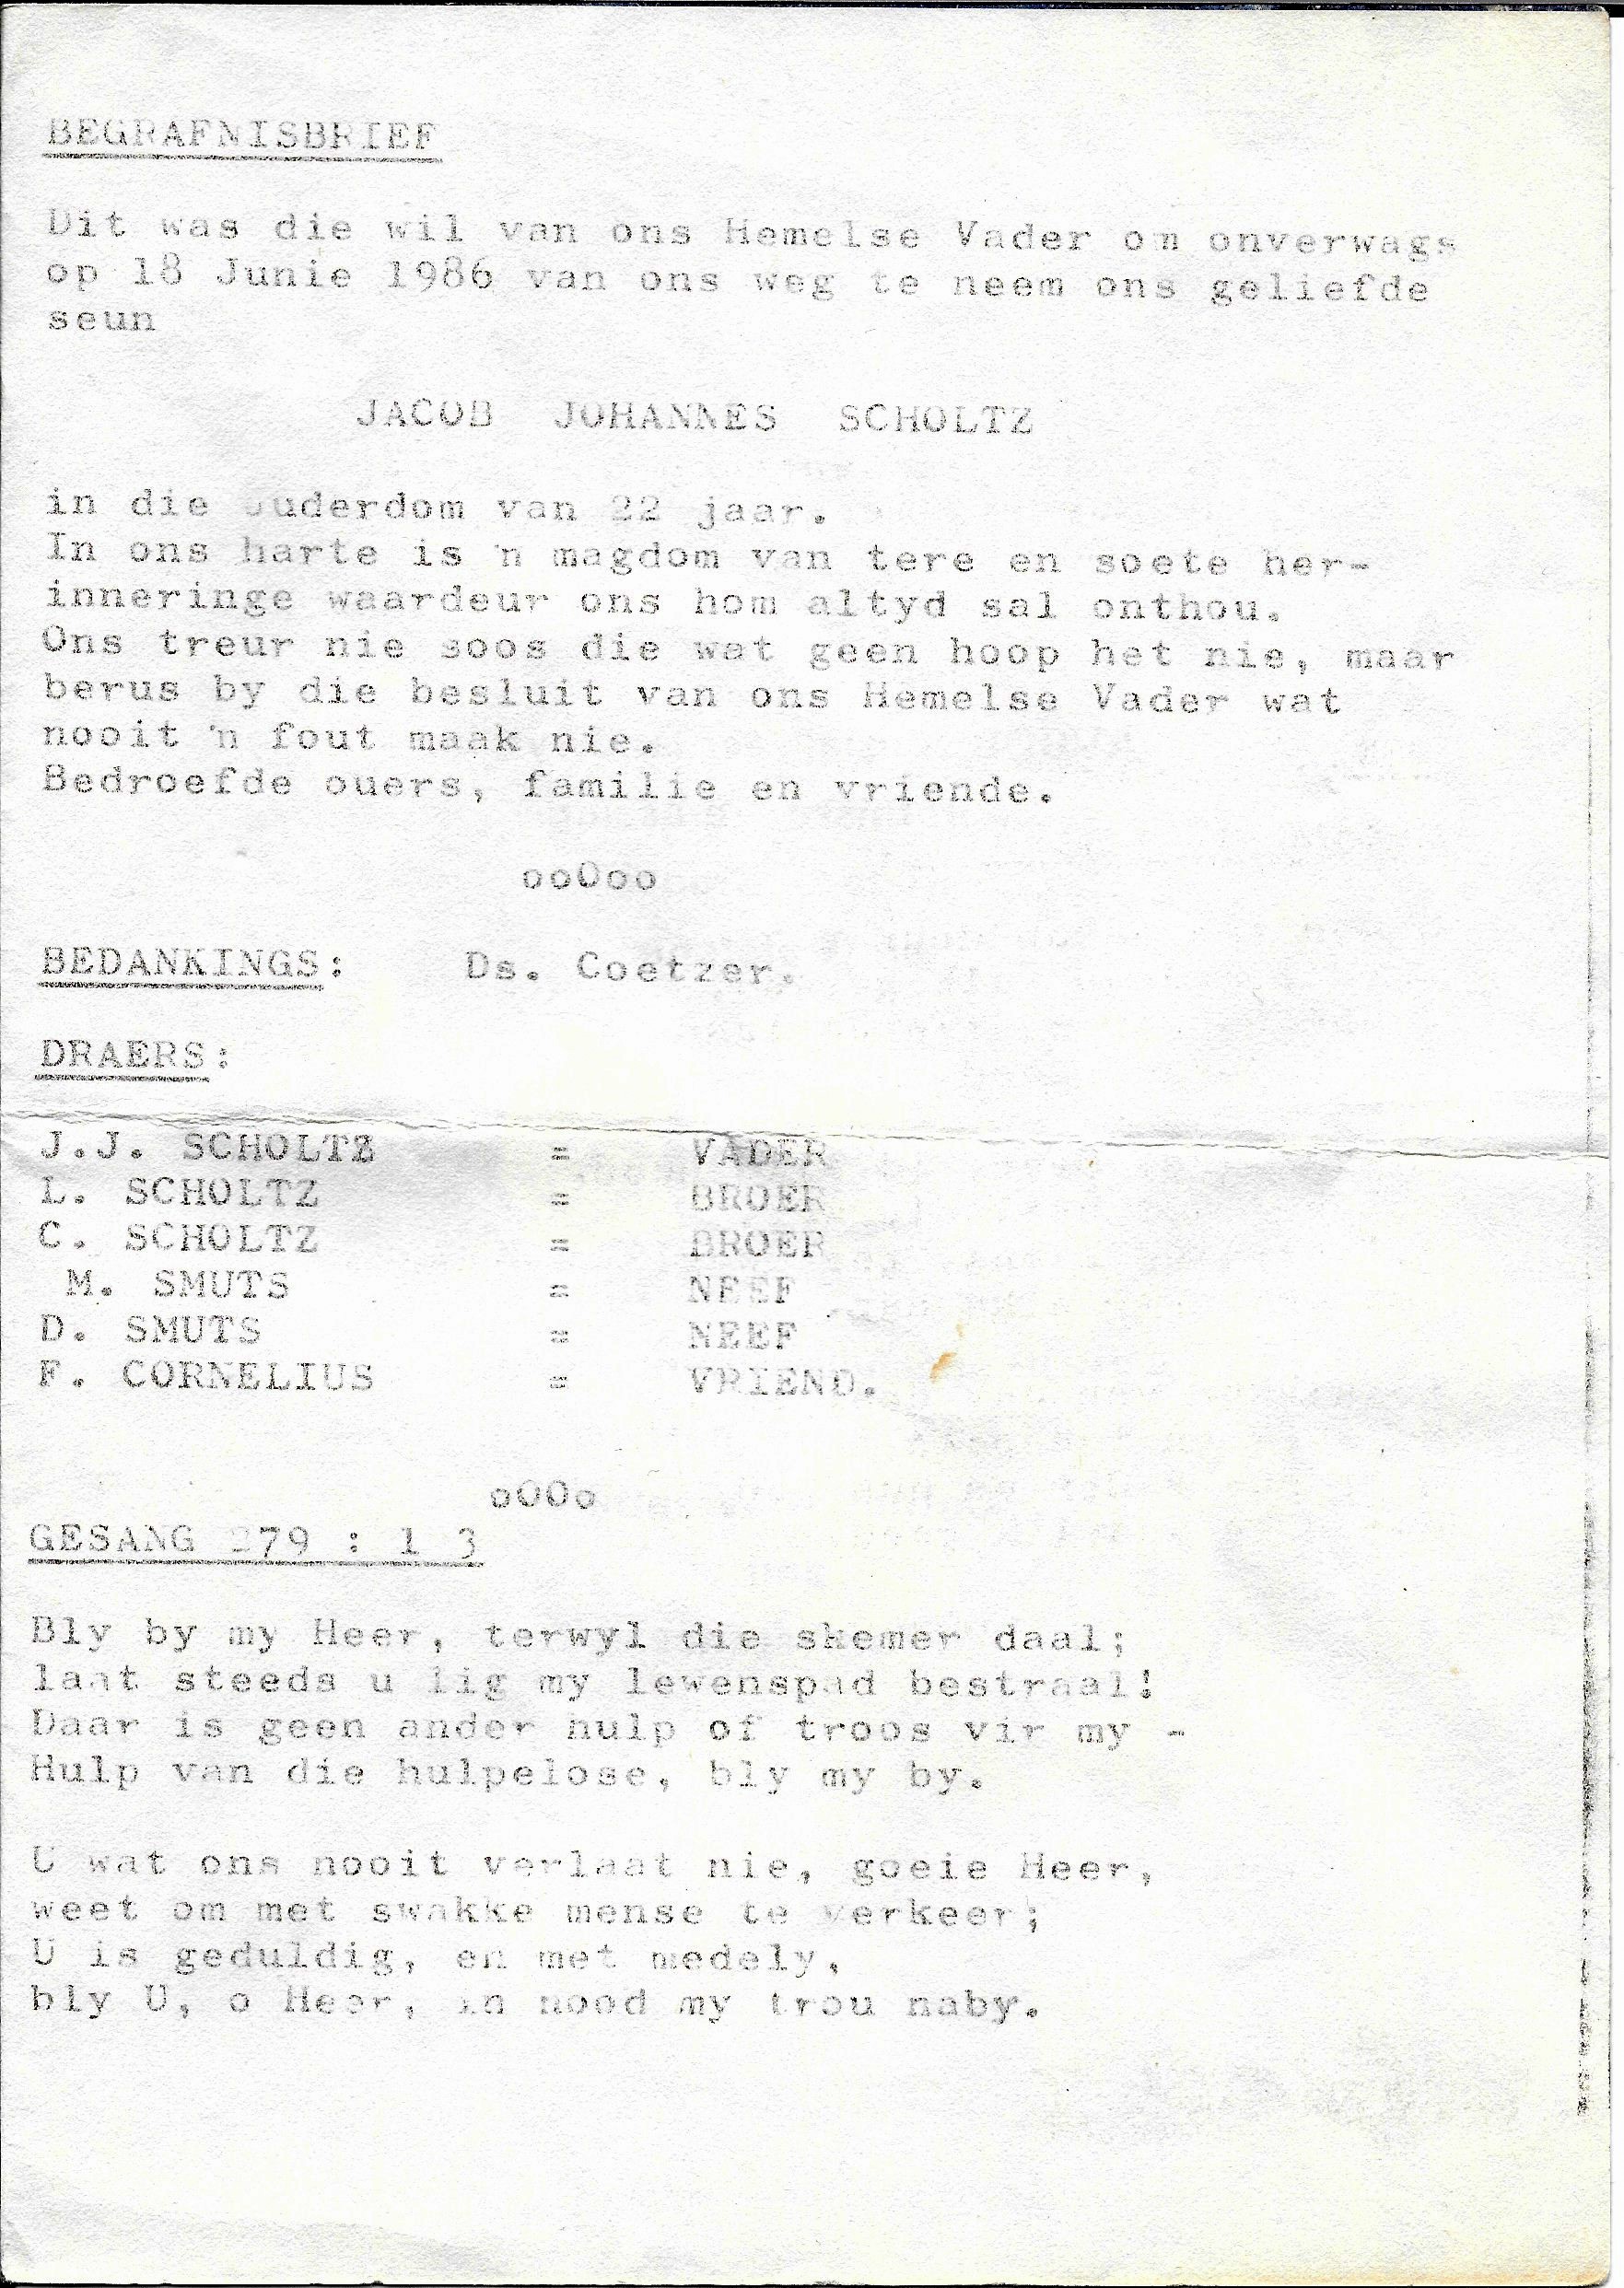 BEGRAFNISBRIEF
Dit was die wil van ons Hemelse Vader om onverwags
op 18 Junie 1986 van ons weg te neem ons geliefde
seun
JACOB JOHANNES SCHOLTZ
in die ouderdom van 22 jaar.
In ons harte is 'n magdom van tere en soete her-
inneringe waardeur ons hom altyd sal onthou.
Ons treur nie soos die wat geen hoop het nie, maar
berus by die besluit van ons Hemelse Vader wat
nooit 'n fout maak nie.
Bedroefde ouers, familie en vriende.
ooOoo
BEDANKINGS: Ds. Coetzer.
DRAERS:
J.J. SCHOLTZ = VADER
L. SCHOLTZ = BROER
C. SCHOLTZ = BROER
M. SMUTS = NEEF
D. SMUTS = NEEF
F. CORNELIUS = VRIEND.
oOOo
GESANG 279 : 1 3
Bly by my Heer, terwyl die skemer daal;
laat steeds u lig my lewenspad bestraal!
Daar is geen ander hulp of troos vir my -
Hulp van die hulpelose, bly my by.
U wat ons nooit verlaat nie, goeie Heer,
weet om met swakke mense te verkeer;
U is geduldig, en met medely,
bly U, o Heer, in nood my trou naby.